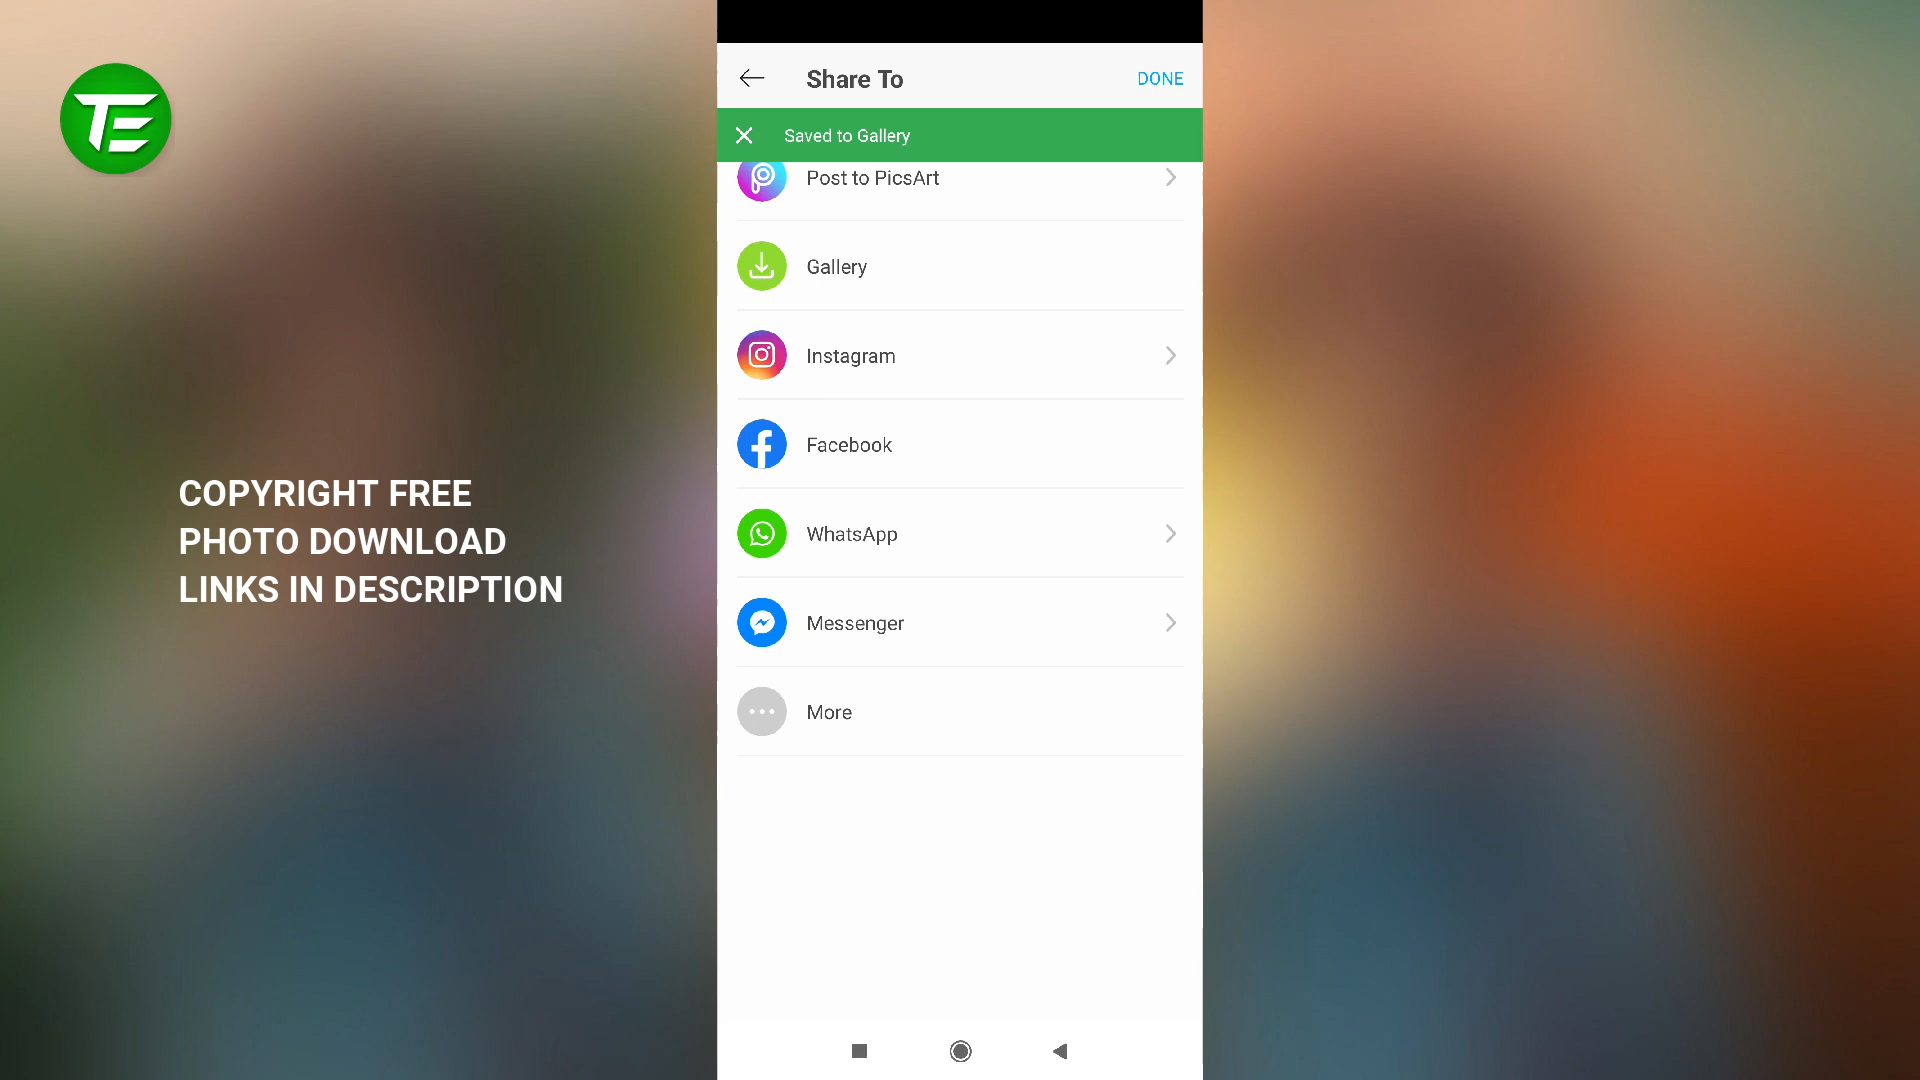 TE
COPYRIGHT FREE
PHOTO DOWNLOAD
LINKS IN DESCRIPTION
Share To
DONE
Saved to Gallery
Post to PicsArt
Gallery
Instagram
Facebook
WhatsApp
Messenger
More